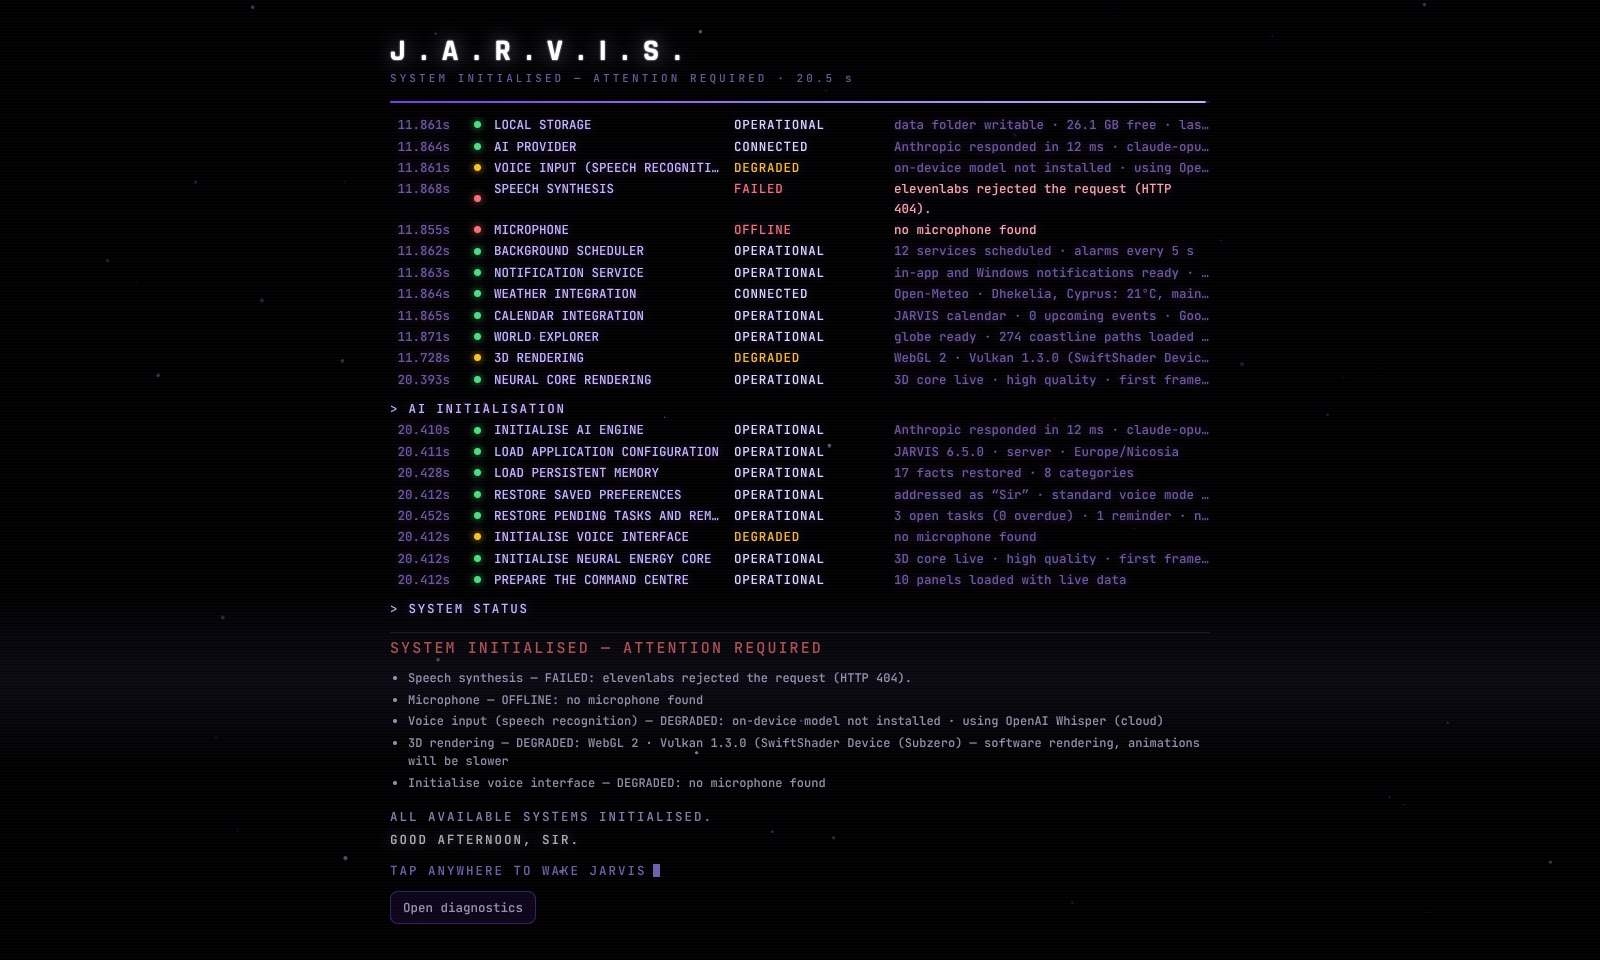 J.A.R.V.I.S.
SYSTEM INITIALISED — ATTENTION REQUIRED · 20.5 s
11.861s LOCAL STORAGE OPERATIONAL data folder writable · 26.1 GB free · las…
11.864s AI PROVIDER CONNECTED Anthropic responded in 12 ms · claude-opu…
11.861s VOICE INPUT (SPEECH RECOGNITI… DEGRADED on-device model not installed · using Ope…
11.868s SPEECH SYNTHESIS FAILED elevenlabs rejected the request (HTTP
404).
11.855s MICROPHONE OFFLINE no microphone found
11.862s BACKGROUND SCHEDULER OPERATIONAL 12 services scheduled · alarms every 5 s
11.863s NOTIFICATION SERVICE OPERATIONAL in-app and Windows notifications ready · …
11.864s WEATHER INTEGRATION CONNECTED Open-Meteo · Dhekelia, Cyprus: 21°C, main…
11.865s CALENDAR INTEGRATION OPERATIONAL JARVIS calendar · 0 upcoming events · Goo…
11.871s WORLD EXPLORER OPERATIONAL globe ready · 274 coastline paths loaded …
11.728s 3D RENDERING DEGRADED WebGL 2 · Vulkan 1.3.0 (SwiftShader Devic…
20.393s NEURAL CORE RENDERING OPERATIONAL 3D core live · high quality · first frame…
> AI INITIALISATION
20.410s INITIALISE AI ENGINE OPERATIONAL Anthropic responded in 12 ms · claude-opu…
20.411s LOAD APPLICATION CONFIGURATION OPERATIONAL JARVIS 6.5.0 · server · Europe/Nicosia
20.428s LOAD PERSISTENT MEMORY OPERATIONAL 17 facts restored · 8 categories
20.412s RESTORE SAVED PREFERENCES OPERATIONAL addressed as “Sir” · standard voice mode …
20.452s RESTORE PENDING TASKS AND REM… OPERATIONAL 3 open tasks (0 overdue) · 1 reminder · n…
20.412s INITIALISE VOICE INTERFACE DEGRADED no microphone found
20.412s INITIALISE NEURAL ENERGY CORE OPERATIONAL 3D core live · high quality · first frame…
20.412s PREPARE THE COMMAND CENTRE OPERATIONAL 10 panels loaded with live data
> SYSTEM STATUS
SYSTEM INITIALISED — ATTENTION REQUIRED
• Speech synthesis — FAILED: elevenlabs rejected the request (HTTP 404).
• Microphone — OFFLINE: no microphone found
• Voice input (speech recognition) — DEGRADED: on-device model not installed · using OpenAI Whisper (cloud)
• 3D rendering — DEGRADED: WebGL 2 · Vulkan 1.3.0 (SwiftShader Device (Subzero) — software rendering, animations
will be slower
• Initialise voice interface — DEGRADED: no microphone found
ALL AVAILABLE SYSTEMS INITIALISED.
GOOD AFTERNOON, SIR.
TAP ANYWHERE TO WAKE JARVIS
Open diagnostics